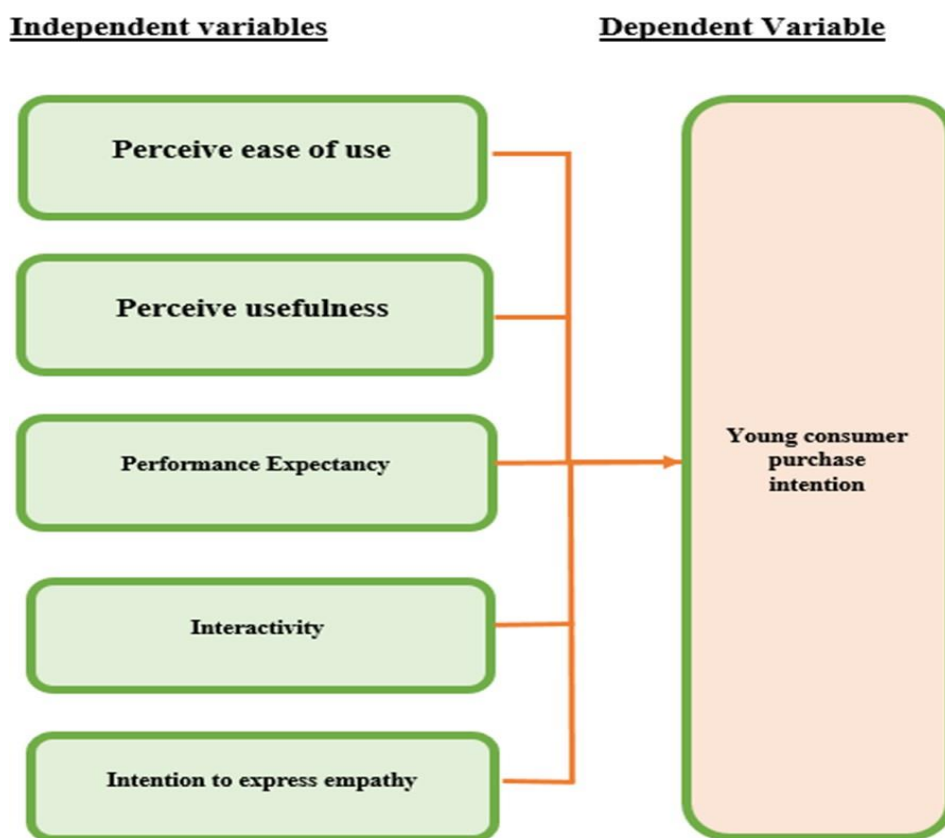 Independent variables
Dependent Variable
Perceive ease of use
Perceive usefulness
Performance Expectancy
Interactivity
Intention to express empathy
Young consumer
purchase
intention